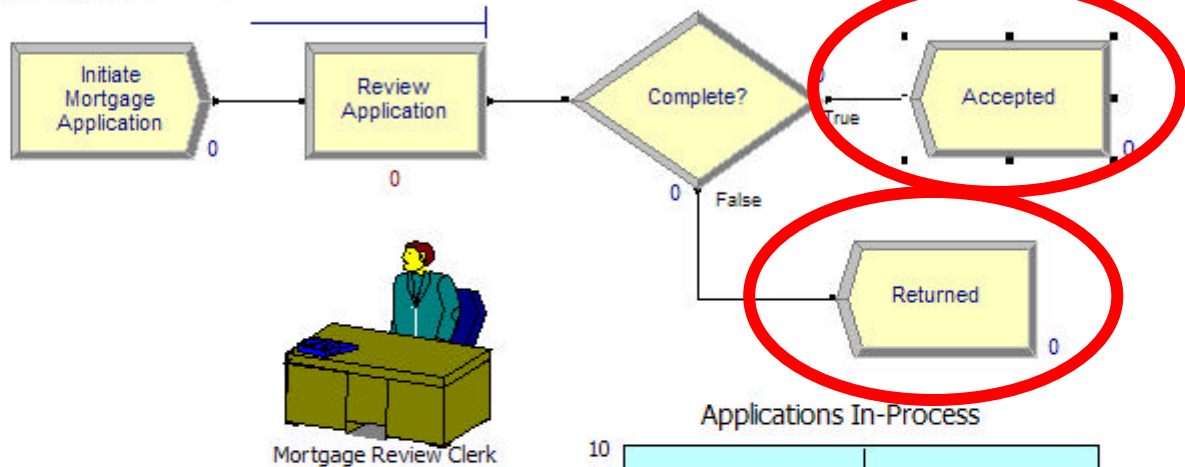 Initiate
Mortgage
Application
0
Review
Application
0
Complete?
0
True
0
False
Accepted
0
Returned
0
Mortgage Review Clerk
Applications In-Process
10